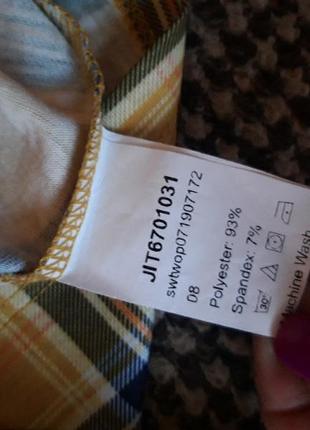 JIT6701031
swtwop071907172
08
Polyester: 93%
Spandex: 7%
30°
Machine Wash